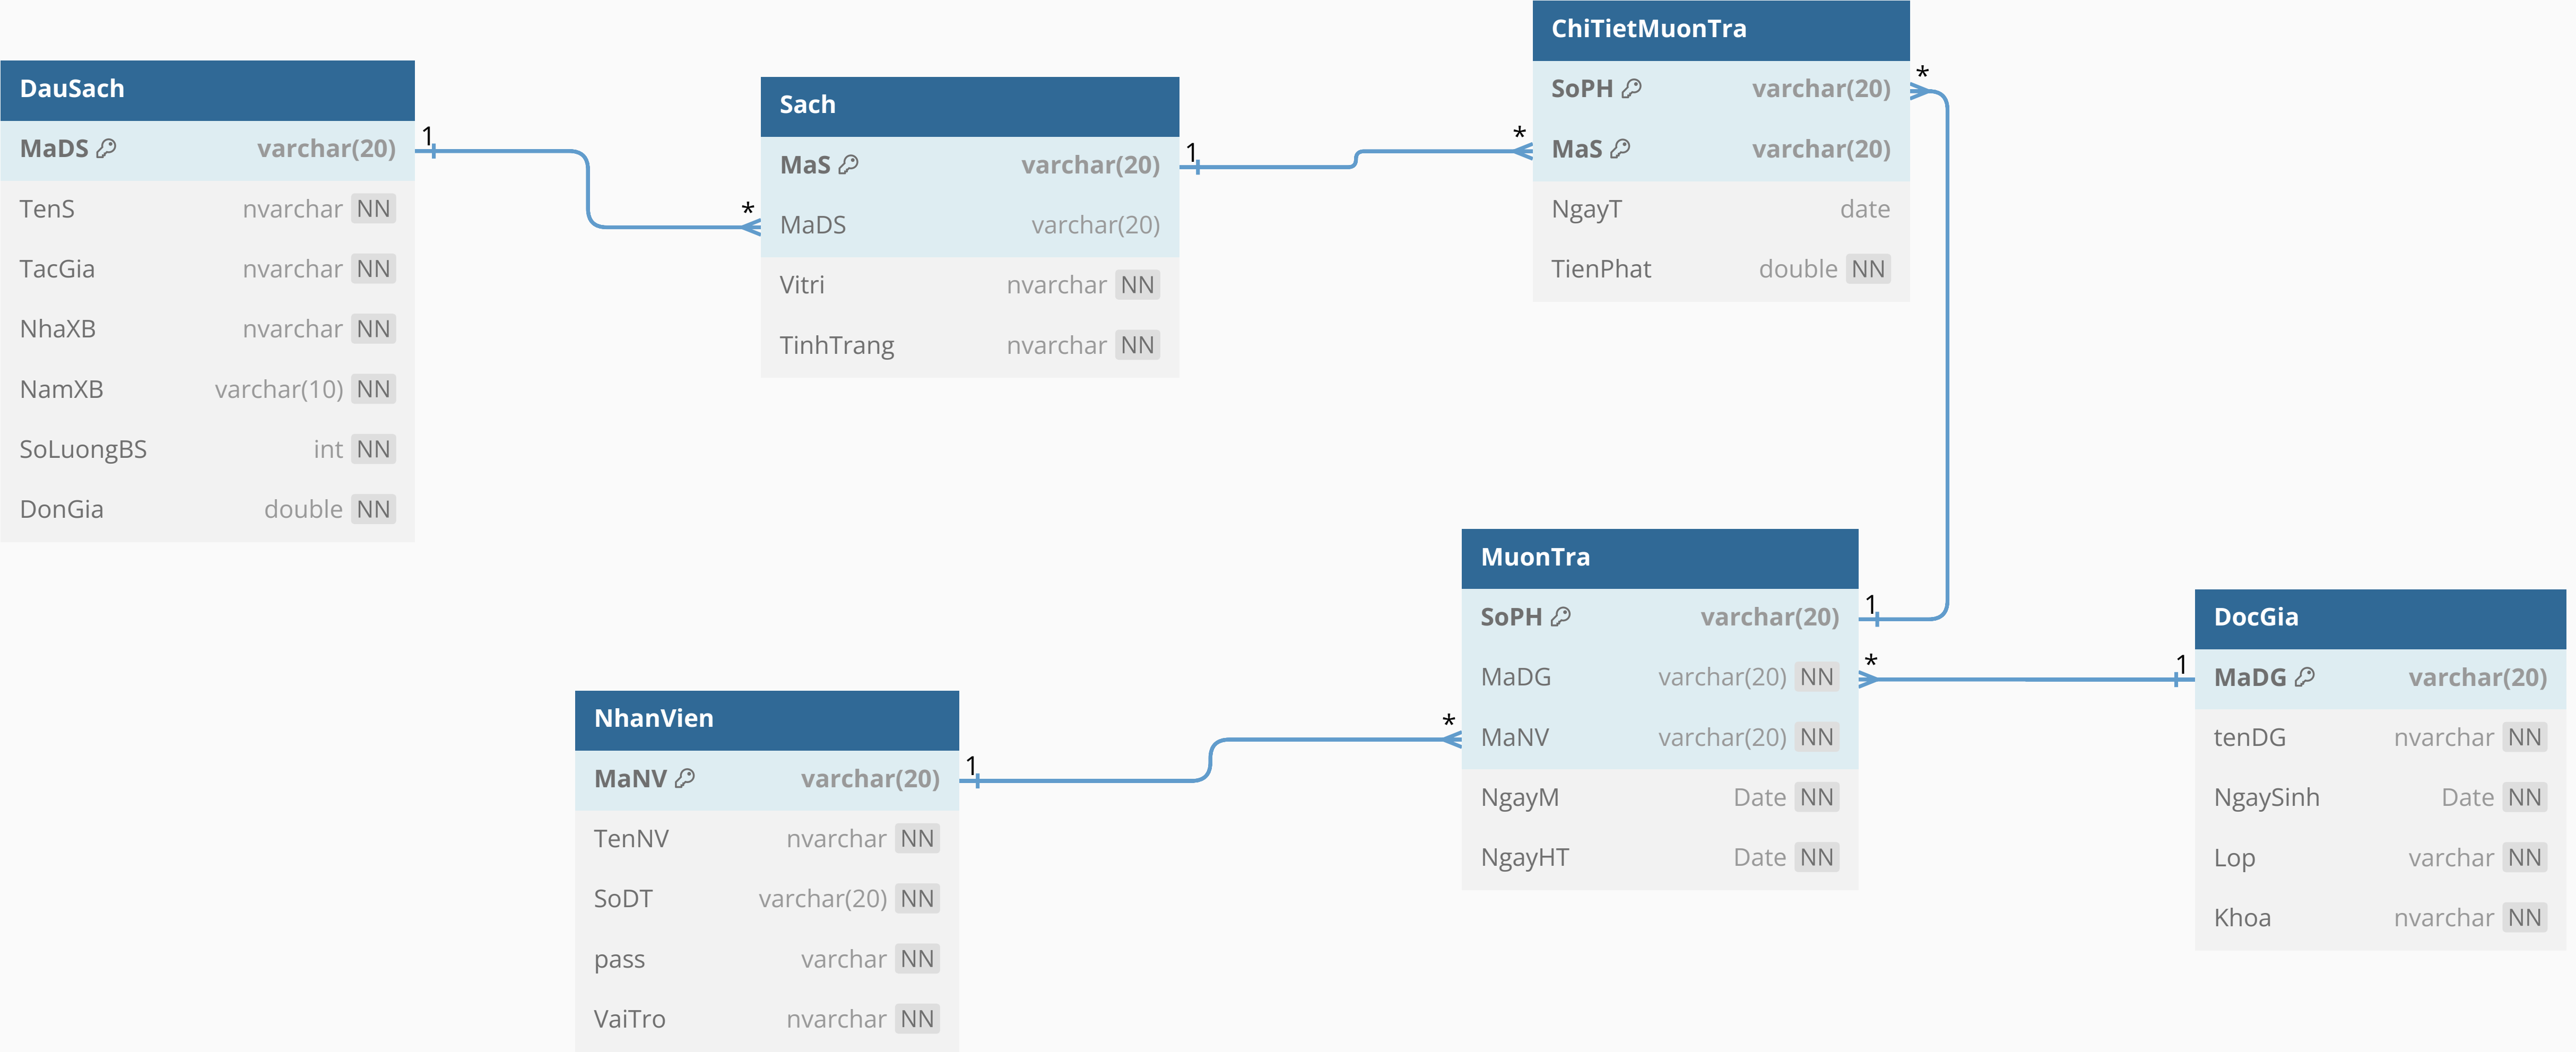 DauSach
MaDS varchar(20)
TenS nvarchar NN
TacGia nvarchar NN
NhaXB nvarchar NN
NamXB varchar(10) NN
SoLuongBS int NN
DonGia double NN
1
*
Sach
MaS varchar(20)
MaDS varchar(20)
Vitri nvarchar NN
TinhTrang nvarchar NN
1
*
ChiTietMuonTra
SoPH varchar(20)
MaS varchar(20)
NgayT date
TienPhat double NN
*
NhanVien
MaNV varchar(20)
TenNV nvarchar NN
SoDT varchar(20) NN
pass varchar NN
VaiTro nvarchar NN
1
*
MuonTra
SoPH varchar(20)
MaDG varchar(20) NN
MaNV varchar(20) NN
NgayM Date NN
NgayHT Date NN
1
*
1
DocGia
MaDG varchar(20)
tenDG nvarchar NN
NgaySinh Date NN
Lop varchar NN
Khoa nvarchar NN